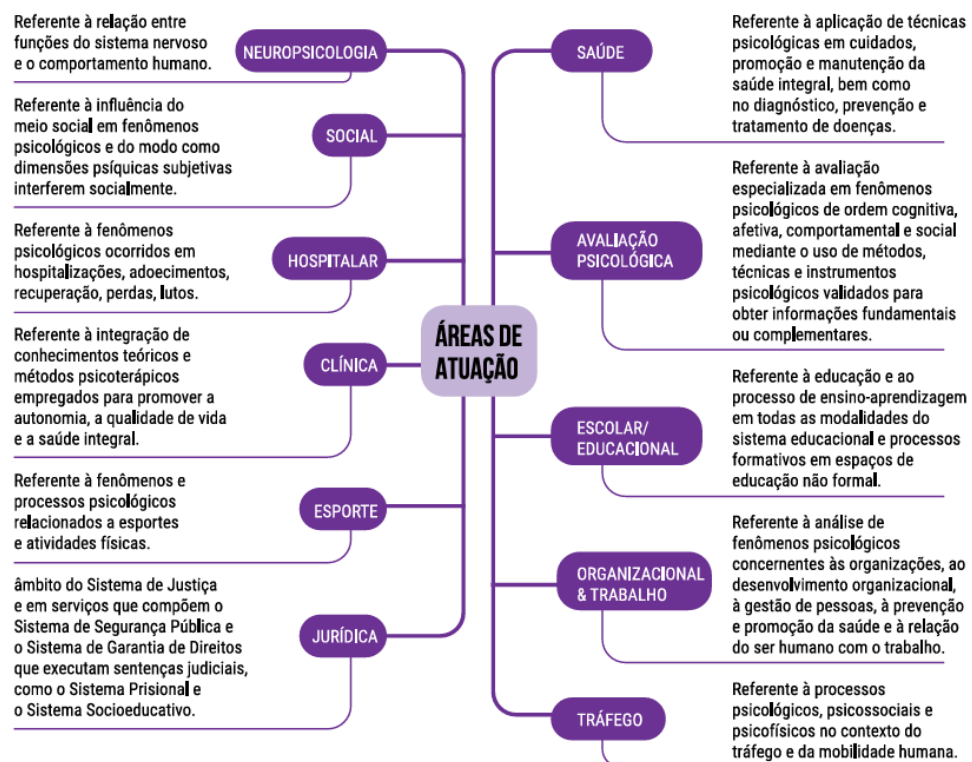 Referente à relação entre
funções do sistema nervoso
e o comportamento humano.
NEUROPSICOLOGIA
Referente à influência do
meio social em fenômenos
psicológicos e do modo como
dimensões psíquicas subjetivas
interferem socialmente.
SOCIAL
Referente à fenômenos
psicológicos ocorridos em
hospitalizações, adoecimentos,
recuperação, perdas, lutos.
HOSPITALAR
Referente à integração de
conhecimentos teóricos e
métodos psicoterápicos
empregados para promover a
autonomia, a qualidade de vida
e a saúde integral.
CLÍNICA
Referente à fenômenos e
processos psicológicos
relacionados a esportes
e atividades físicas.
ESPORTE
âmbito do Sistema de Justiça
e em serviços que compõem o
Sistema de Segurança Pública e
o Sistema de Garantia de Direitos
que executam sentenças judiciais,
como o Sistema Prisional e
o Sistema Socioeducativo.
JURÍDICA
ÁREAS DE
ATUAÇÃO
SAÚDE
Referente à aplicação de técnicas
psicológicas em cuidados,
promoção e manutenção da
saúde integral, bem como
no diagnóstico, prevenção e
tratamento de doenças.
AVALIAÇÃO
PSICOLÓGICA
Referente à avaliação
especializada em fenômenos
psicológicos de ordem cognitiva,
afetiva, comportamental e social
mediante o uso de métodos,
técnicas e instrumentos
psicológicos validados para
obter informações fundamentais
ou complementares.
ESCOLAR/
EDUCACIONAL
Referente à educação e ao
processo de ensino-aprendizagem
em todas as modalidades do
sistema educacional e processos
formativos em espaços de
educação não formal.
ORGANIZACIONAL
& TRABALHO
Referente à análise de
fenômenos psicológicos
concernentes às organizações, ao
desenvolvimento organizacional,
à gestão de pessoas, à prevenção
e promoção da saúde e à relação
do ser humano com o trabalho.
TRÁFEGO
Referente à processos
psicológicos, psicossociais e
psicofísicos no contexto do
tráfego e da mobilidade humana.